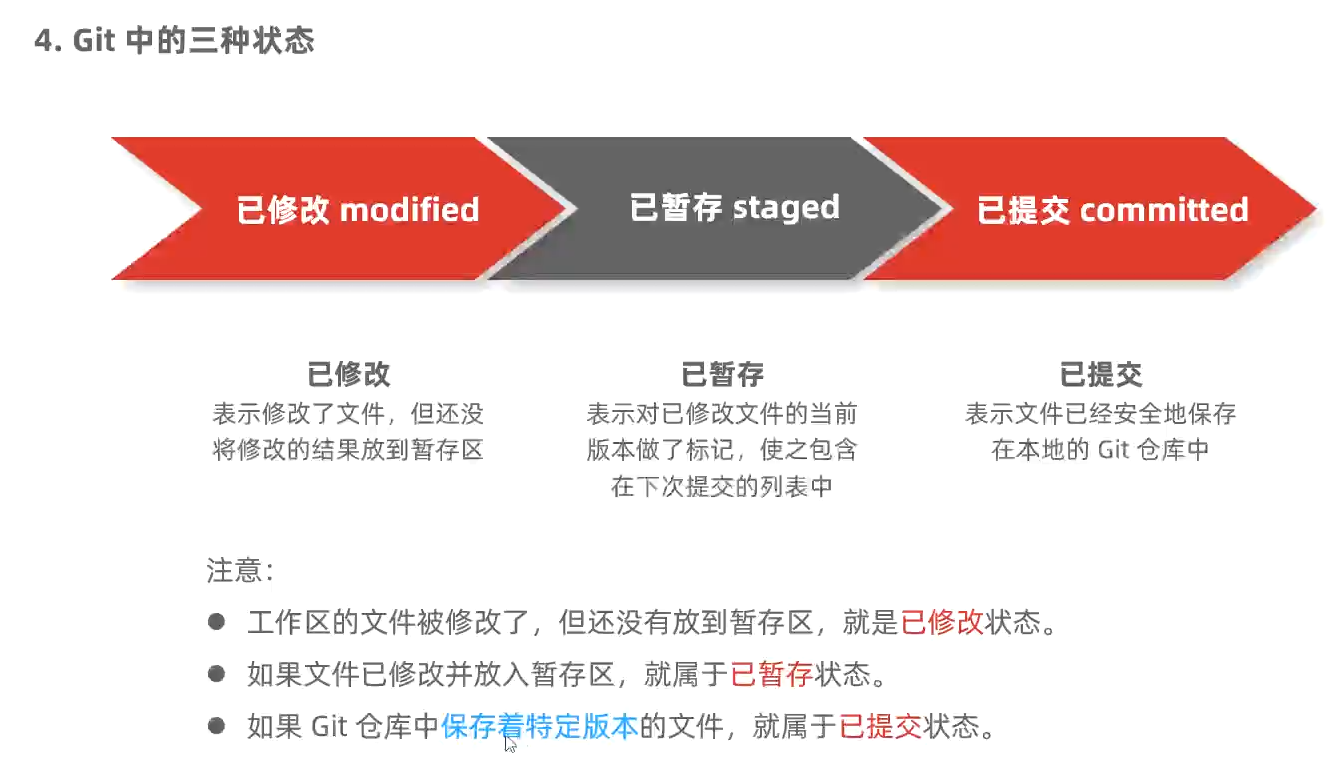 4. Git 中的三种状态
已修改 modified
已暂存 staged
已提交 committed
已修改
表示修改了文件，但还没
将修改的结果放到暂存区
已暂存
表示对已修改文件的当前
版本做了标记，使之包含
在下次提交的列表中
已提交
表示文件已经安全地保存
在本地的 Git 仓库中
注意：
● 工作区的文件被修改了，但还没有放到暂存区，就是已修改状态。
● 如果文件已修改并放入暂存区，就属于已暂存状态。
● 如果 Git 仓库中保存着特定版本的文件，就属于已提交状态。